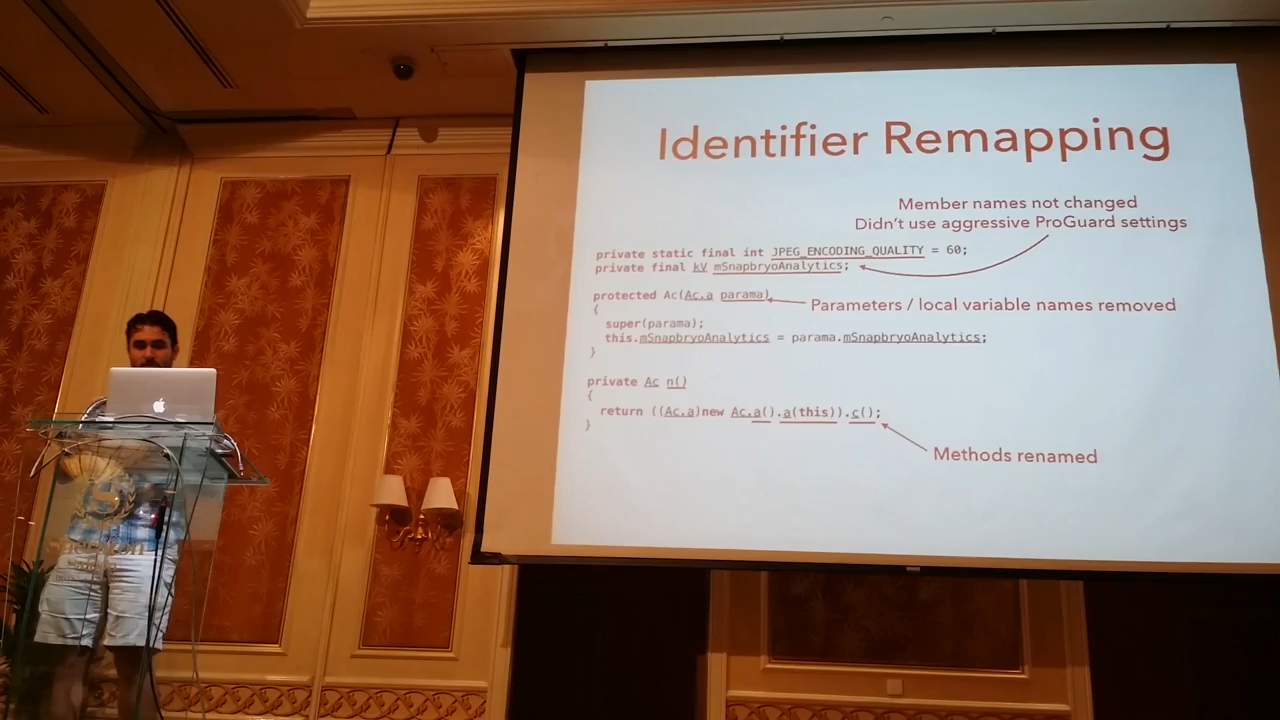 Identifier Remapping
Member names not changed
Didn't use aggressive ProGuard settings
private static final int JPEG_ENCODING_QUALITY = 60;
private final kV mSnapbryoAnalytics;
protected Ac(Ac.a parama)
Parameters / local variable names removed
{
super(parama);
this.mSnapbryoAnalytics = parama.mSnapbryoAnalytics;
}
private Ac n()
{
return ((Ac.a)new Ac.a().a(this)).c();
}
Methods renamed